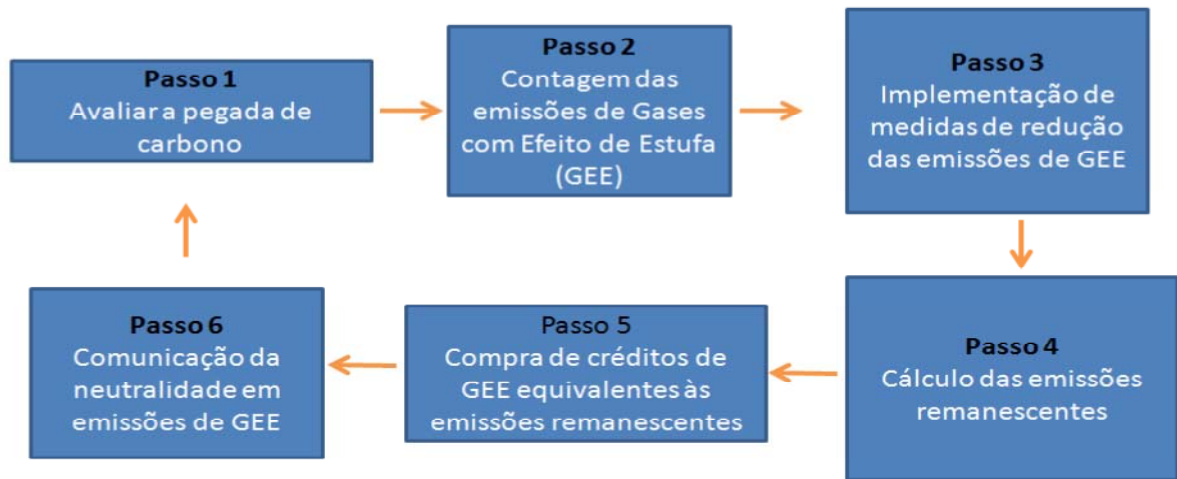 Passo 1
Avaliar a pegada de
carbono
Passo 2
Contagem das
emissões de Gases
com Efeito de Estufa
(GEE)
Passo 3
Implementação de
medidas de redução
das emissões de GEE
Passo 4
Cálculo das emissões
remanescentes
Passo 5
Compra de créditos de
GEE equivalentes às
emissões remanescentes
Passo 6
Comunicação da
neutralidade em
emissões de GEE